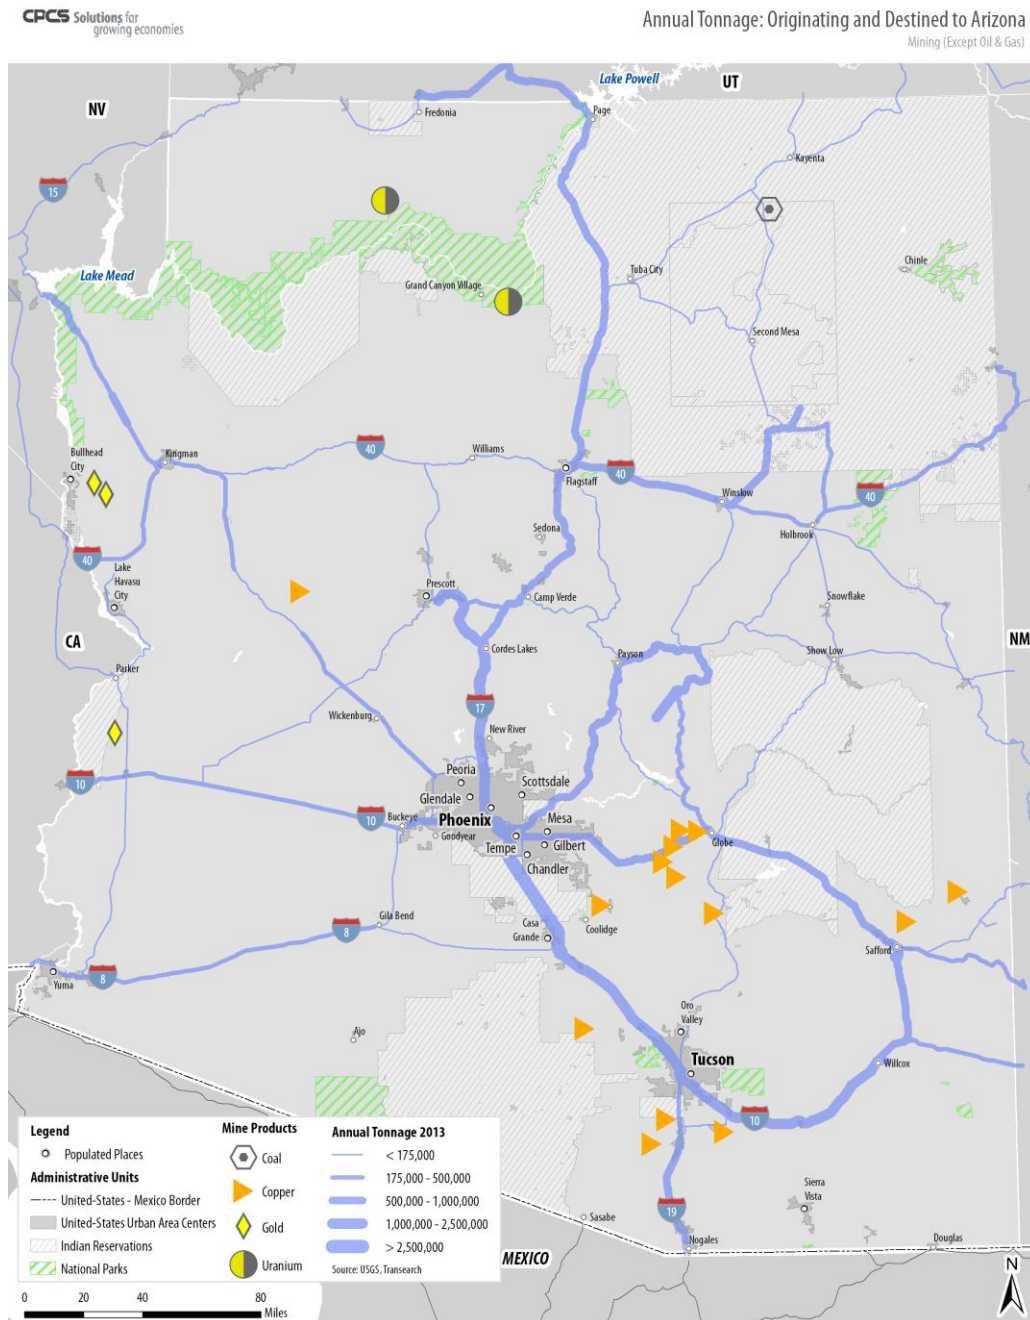 CPCS Solutions for
growing economies
Annual Tonnage: Originating and Destined to Arizona
Mining (Except Oil & Gas)
Lake Powell
UT
NV
Fredonia
Page
Kayenta
15
Lake Mead
Tuba City
Chinle
Grand Canyon Village
Second Mesa
Bullhead
City
Kingman
40
Williams
Flagstaff
40
Winslow
40
Holbrook
Sedona
40
Lake
Havasu
City
Prescott
Camp Verde
Snowflake
CA
NM
Cordes Lakes
Payson
Show Low
Parker
17
Wickenburg
New River
10
Peoria
Scottsdale
Glendale
10
Buckeye
Phoenix
Mesa
Goodyear
Tempe
Gilbert
Globe
Chandler
Gila Bend
8
Casa
Grande
Coolidge
Safford
8
Yuma
Ajo
Oro
Valley
Tucson
Willcox
10
Sierra
Vista
19
Sasabe
Nogales
Douglas
MEXICO
Legend
Populated Places
Administrative Units
United-States - Mexico Border
United-States Urban Area Centers
Indian Reservations
National Parks
Mine Products
Coal
Copper
Gold
Uranium
Annual Tonnage 2013
< 175,000
175,000 - 500,000
500,000 - 1,000,000
1,000,000 - 2,500,000
> 2,500,000
Source: USGS, Transearch
0 20 40 80
Miles
N